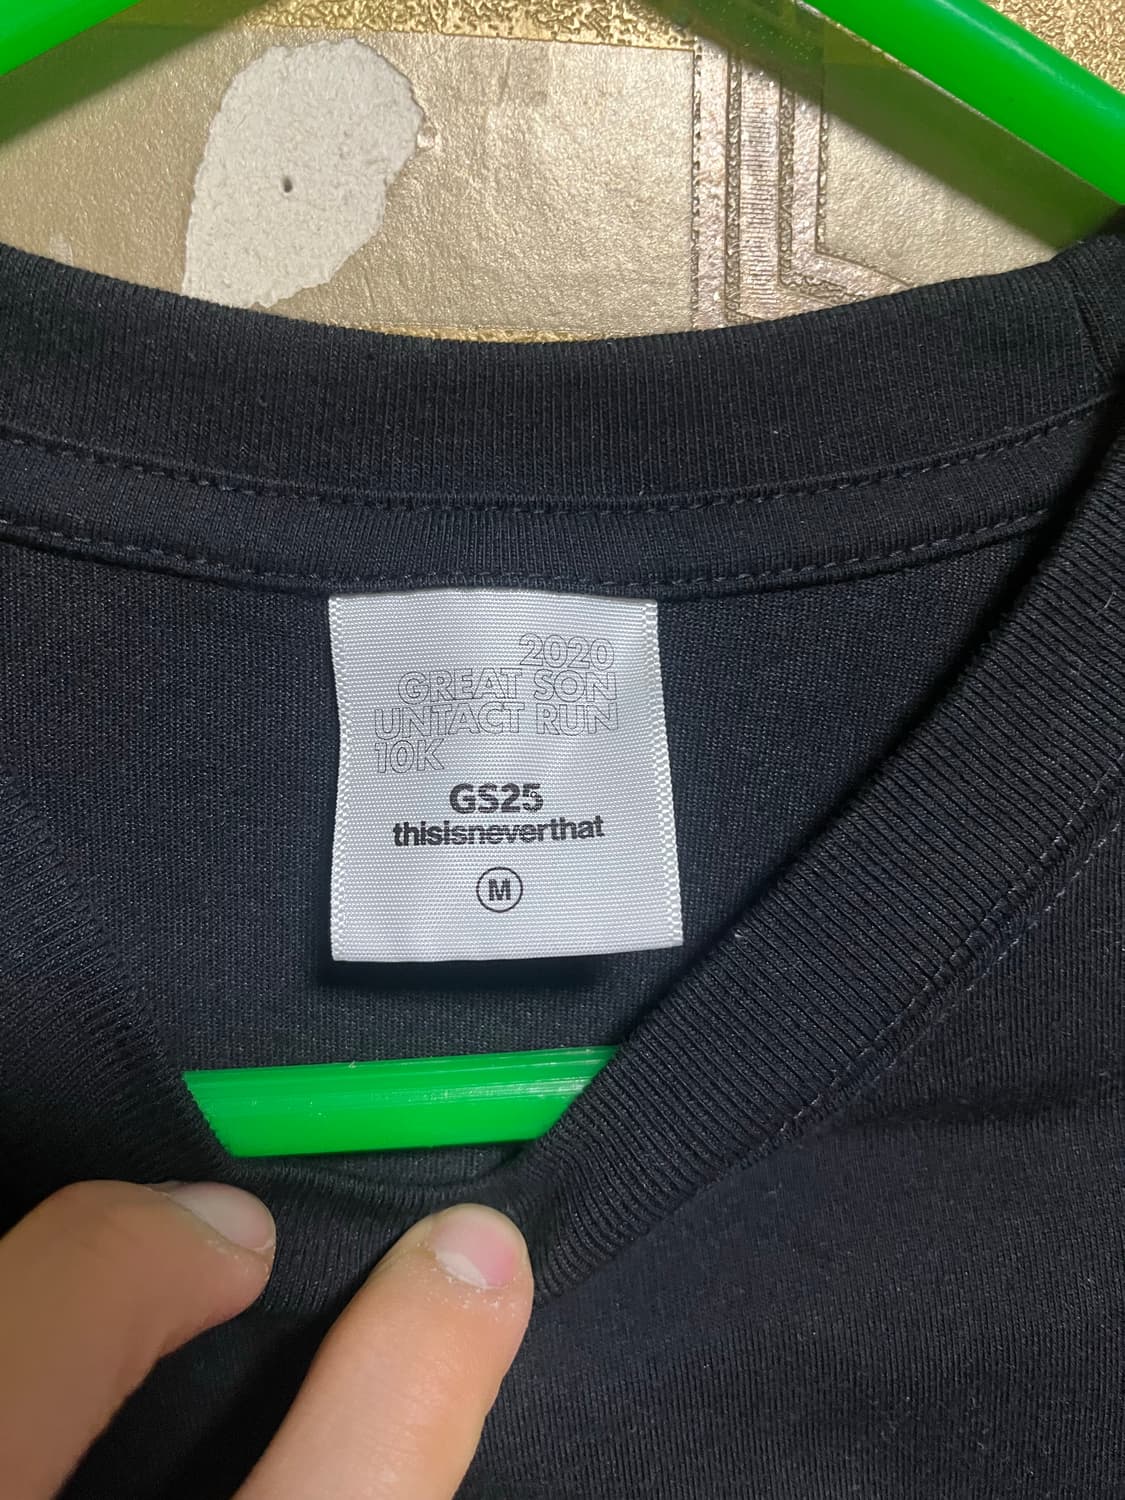 2020
GREAT SON
UNTACT RUN
10K
GS25
thisisneverthat
M